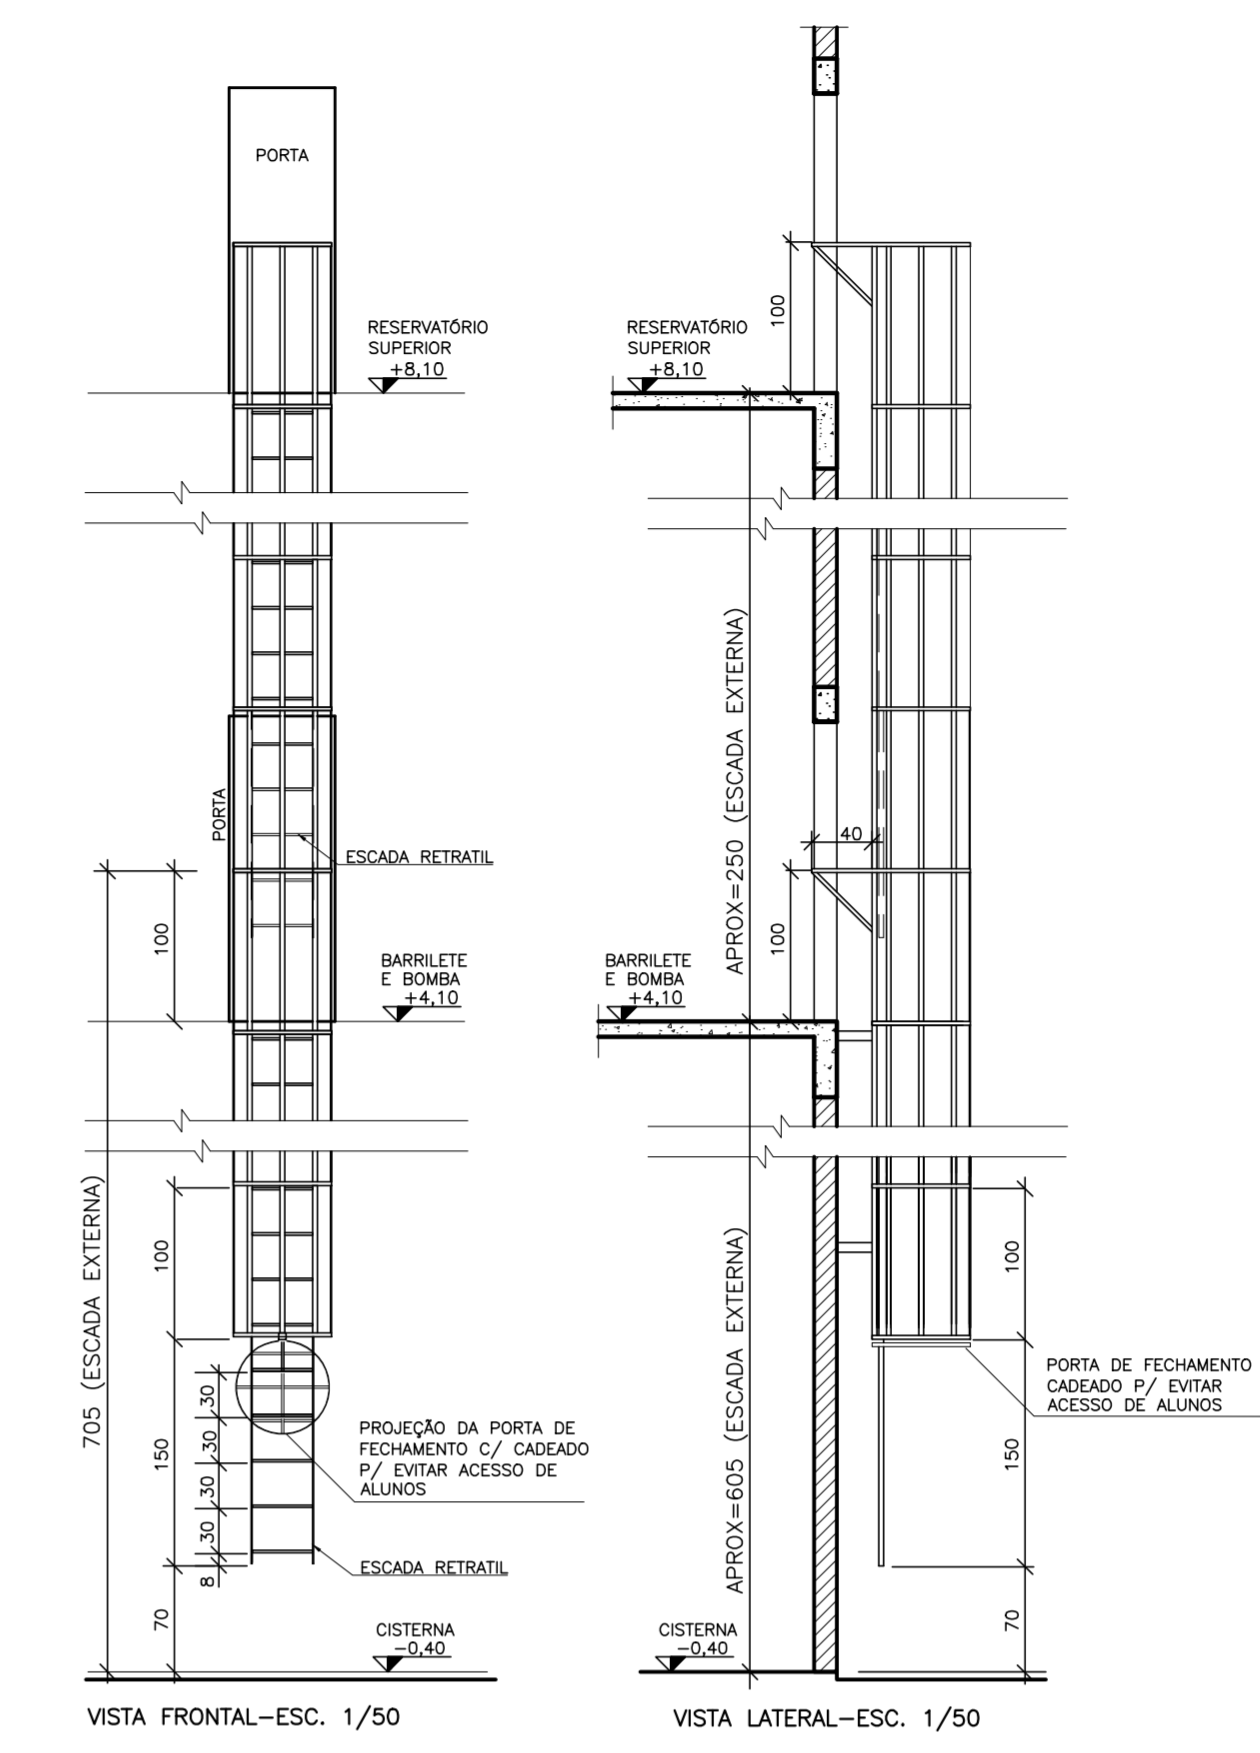 PORTA
RESERVATÓRIO
SUPERIOR
+8,10
PORTA
ESCADA RETRATIL
100
BARRILETE
E BOMBA
+4,10
705 (ESCADA EXTERNA)
100
30
30
30
30
8
150
70
PROJEÇÃO DA PORTA DE
FECHAMENTO C/ CADEADO
P/ EVITAR ACESSO DE
ALUNOS
ESCADA RETRATIL
CISTERNA
-0,40
VISTA FRONTAL-ESC. 1/50
RESERVATÓRIO
SUPERIOR
+8,10
100
APROX=250 (ESCADA EXTERNA)
40
100
BARRILETE
E BOMBA
+4,10
APROX=605 (ESCADA EXTERNA)
100
PORTA DE FECHAMENTO
CADEADO P/ EVITAR
ACESSO DE ALUNOS
150
70
CISTERNA
-0,40
VISTA LATERAL-ESC. 1/50